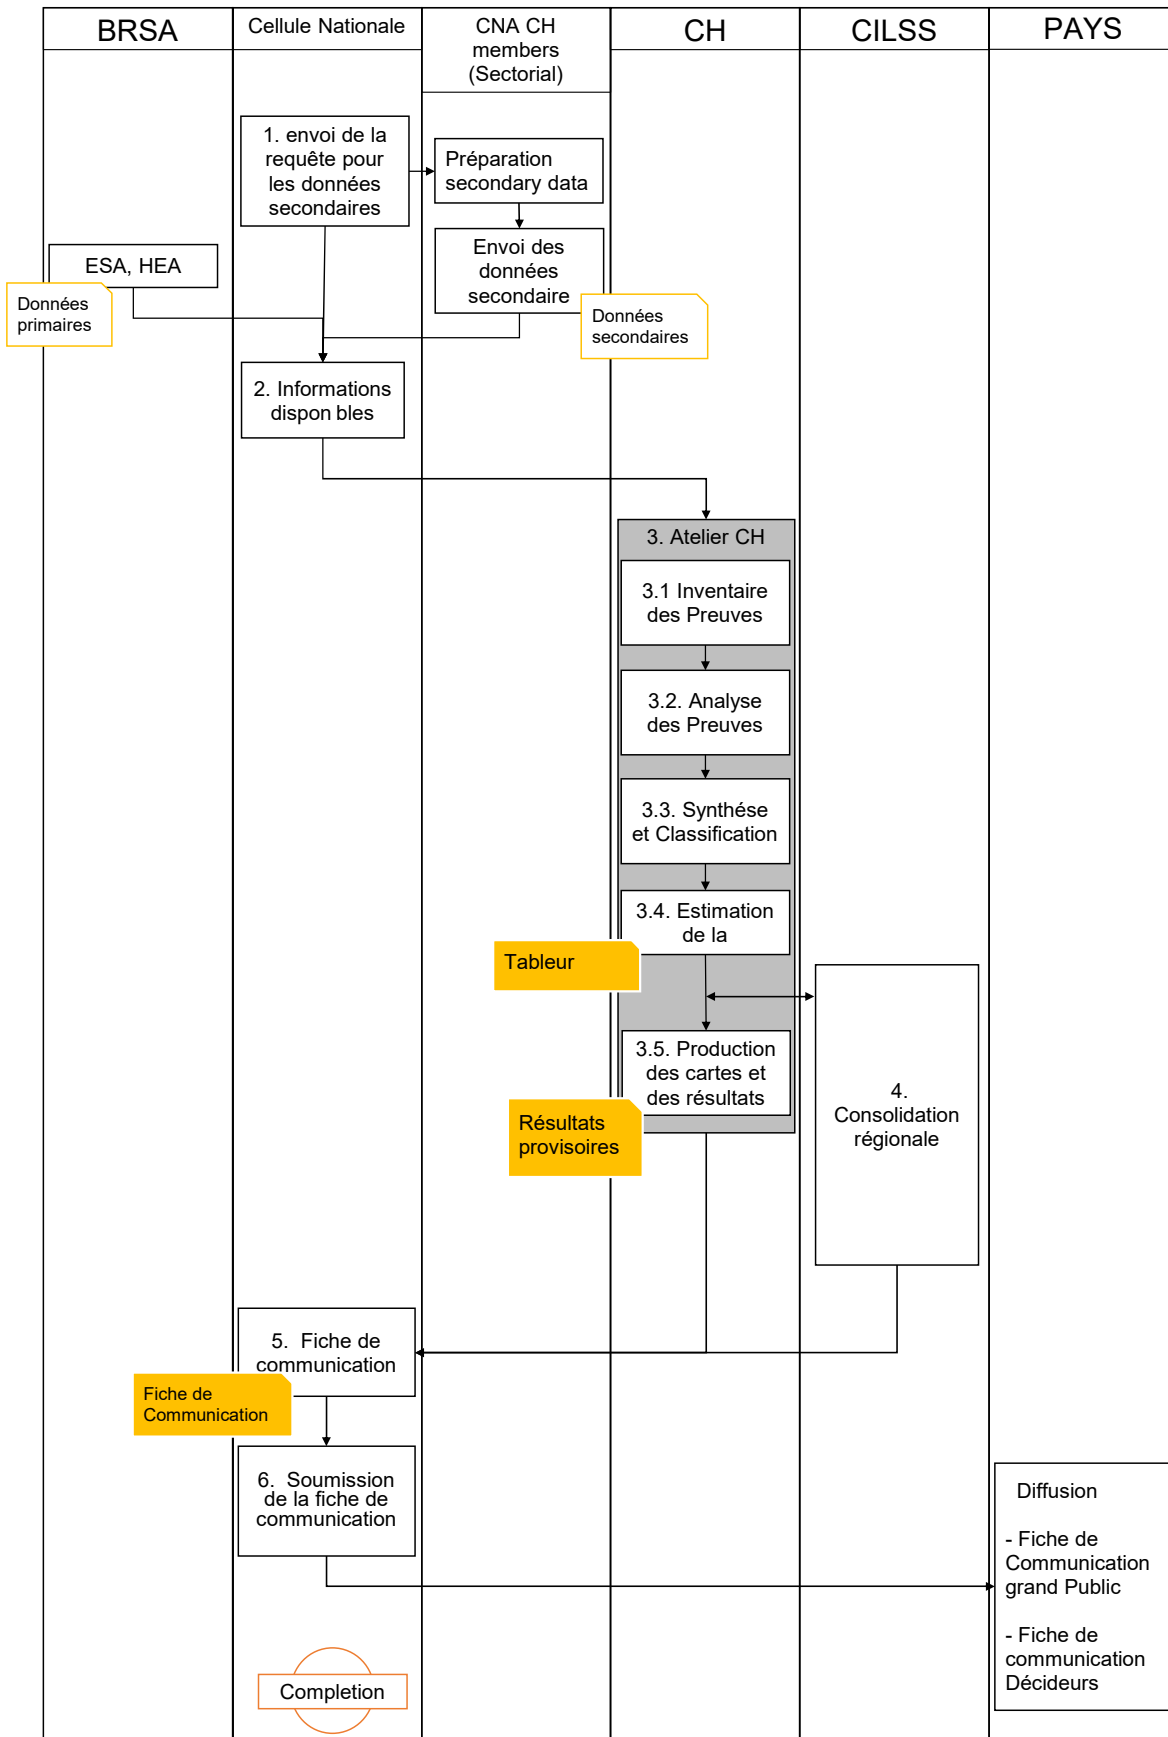 BRSA
Cellule Nationale
CNA CH
members
(Sectorial)
CH
CILSS
PAYS
1. envoi de la
requête pour
les données
secondaires
Préparation
secondary data
Envoi des
données
secondaire
ESA, HEA
Données
primaires
Données
secondaires
2. Informations
dispon bles
3. Atelier CH
3.1 Inventaire
des Preuves
3.2. Analyse
des Preuves
3.3. Synthése
et Classification
3.4. Estimation
de la
Tableur
3.5. Production
des cartes et
des résultats
Résultats
provisoires
4.
Consolidation
régionale
5. Fiche de
communication
Fiche de
Communication
6. Soumission
de la fiche de
communication
Diffusion
- Fiche de
Communication
grand Public
- Fiche de
communication
Décideurs
Completion